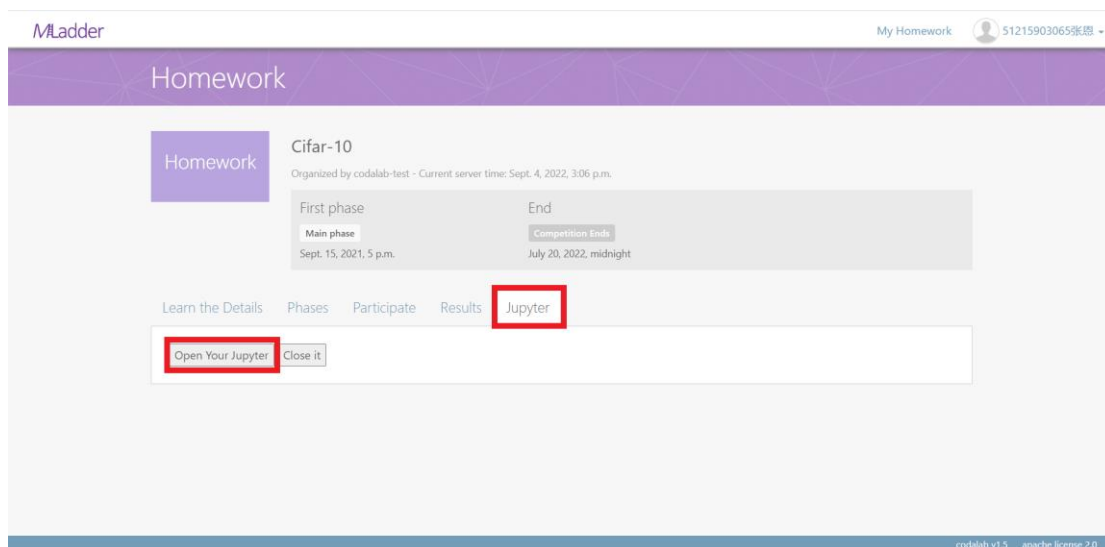 MLadder
My Homework 51215903065张恩
Homework
Homework
Cifar-10
Organized by codalab-test - Current server time: Sept. 4, 2022, 3:06 p.m.
First phase End
Main phase Competition Ends
Sept. 15, 2021, 5 p.m. July 20, 2022, midnight
Learn the Details Phases Participate Results Jupyter
Open Your Jupyter Close it
codalab v1.5 apache license 2.0